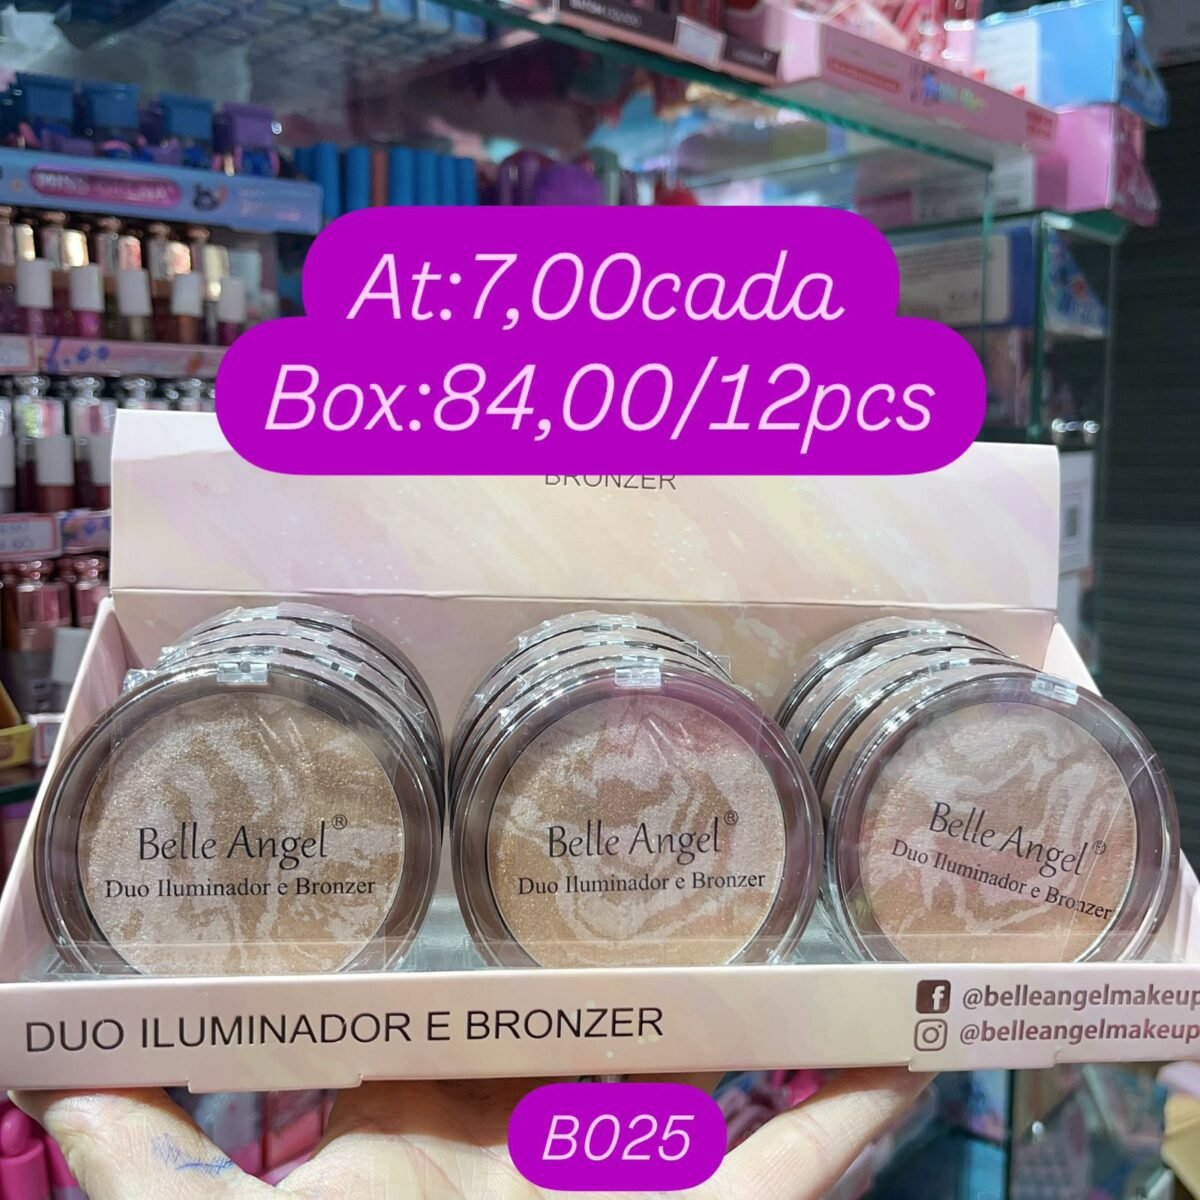 At:7,00cada
Box:84,00/12pcs
BRONZER
Belle Angel®
Duo Iluminador e Bronzer
Belle Angel®
Duo Iluminador e Bronzer
Belle Angel®
Duo Iluminador e Bronzer
DUO ILUMINADOR E BRONZER
@belleangelmakeup
@belleangelmakeup
B025